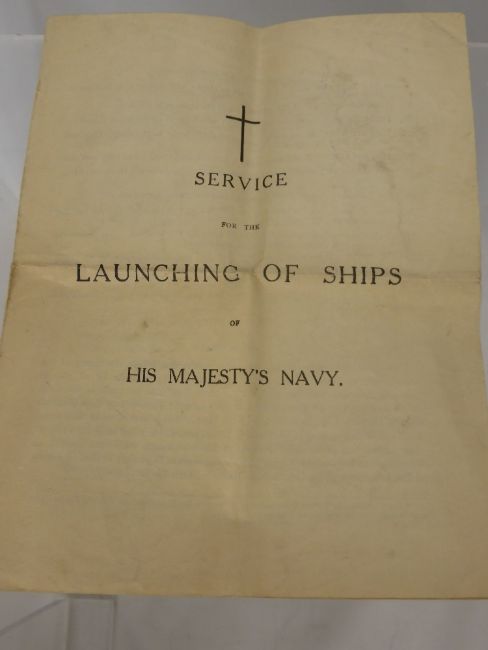 SERVICE
FOR THE
LAUNCHING OF SHIPS
OF
HIS MAJESTY'S NAVY.